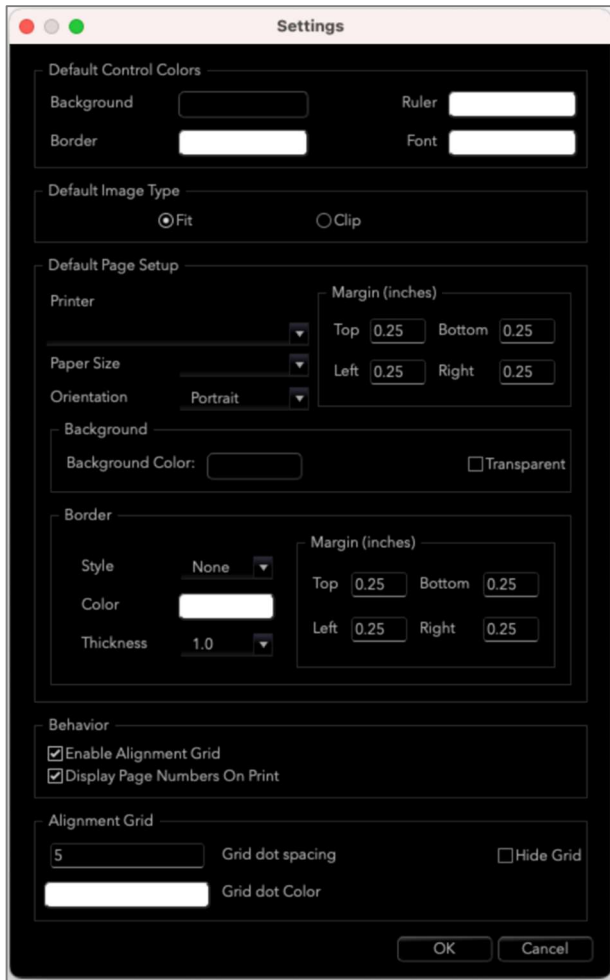 Settings
Default Control Colors
Background
Ruler
Border
Font
Default Image Type
Fit
Clip
Default Page Setup
Printer
Paper Size
Orientation Portrait
Margin (inches)
Top 0.25 Bottom 0.25
Left 0.25 Right 0.25
Background
Background Color:
Transparent
Border
Style None
Color
Thickness 1.0
Margin (inches)
Top 0.25 Bottom 0.25
Left 0.25 Right 0.25
Behavior
Enable Alignment Grid
Display Page Numbers On Print
Alignment Grid
5 Grid dot spacing
Hide Grid
Grid dot Color
OK
Cancel